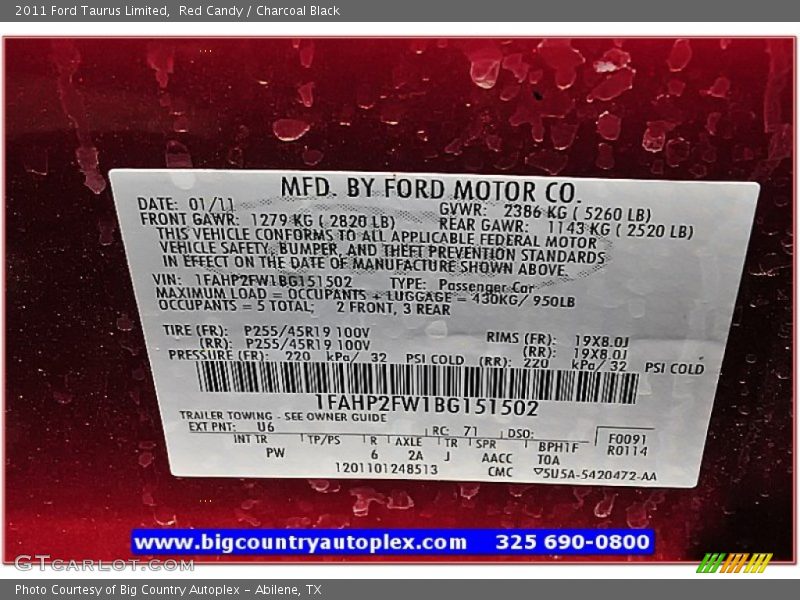 2011 Ford Taurus Limited,  Red Candy / Charcoal Black
MFD. BY FORD MOTOR CO.
DATE: 01/11 GVWR: 2386 KG ( 5260 LB)
FRONT GAWR: 1279 KG ( 2820 LB) REAR GAWR: 1143 KG ( 2520 LB)
THIS VEHICLE CONFORMS TO ALL APPLICABLE FEDERAL MOTOR
VEHICLE SAFETY, BUMPER, AND THEFT PREVENTION STANDARDS
IN EFFECT ON THE DATE OF MANUFACTURE SHOWN ABOVE.
VIN: 1FAHP2FW1BG151502 TYPE: Passenger Car
MAXIMUM LOAD = OCCUPANTS + LUGGAGE = 430KG/ 950LB
OCCUPANTS = 5 TOTAL; 2 FRONT, 3 REAR
TIRE (FR): P255/45R19 100V RIMS (FR): 19X8.0J
(RR): P255/45R19 100V (RR): 19X8.0J
PRESSURE (FR): 220 kPa/ 32 PSI COLD (RR): 220 kPa/ 32 PSI COLD
1FAHP2FW1BG151502
TRAILER TOWING - SEE OWNER GUIDE
EXT PNT: U6 RC: 71 DSO: F0091
INT TR TP/PS R AXLE TR SPR BPH1F R0114
PW 6 2A J AACC T0A
1201101248513 CMC ▽5U5A-5420472-AA
www.bigcountryautoplex.com 325 690-0800
GTcarlot.com
Photo Courtesy of Big Country Autoplex - Abilene, TX